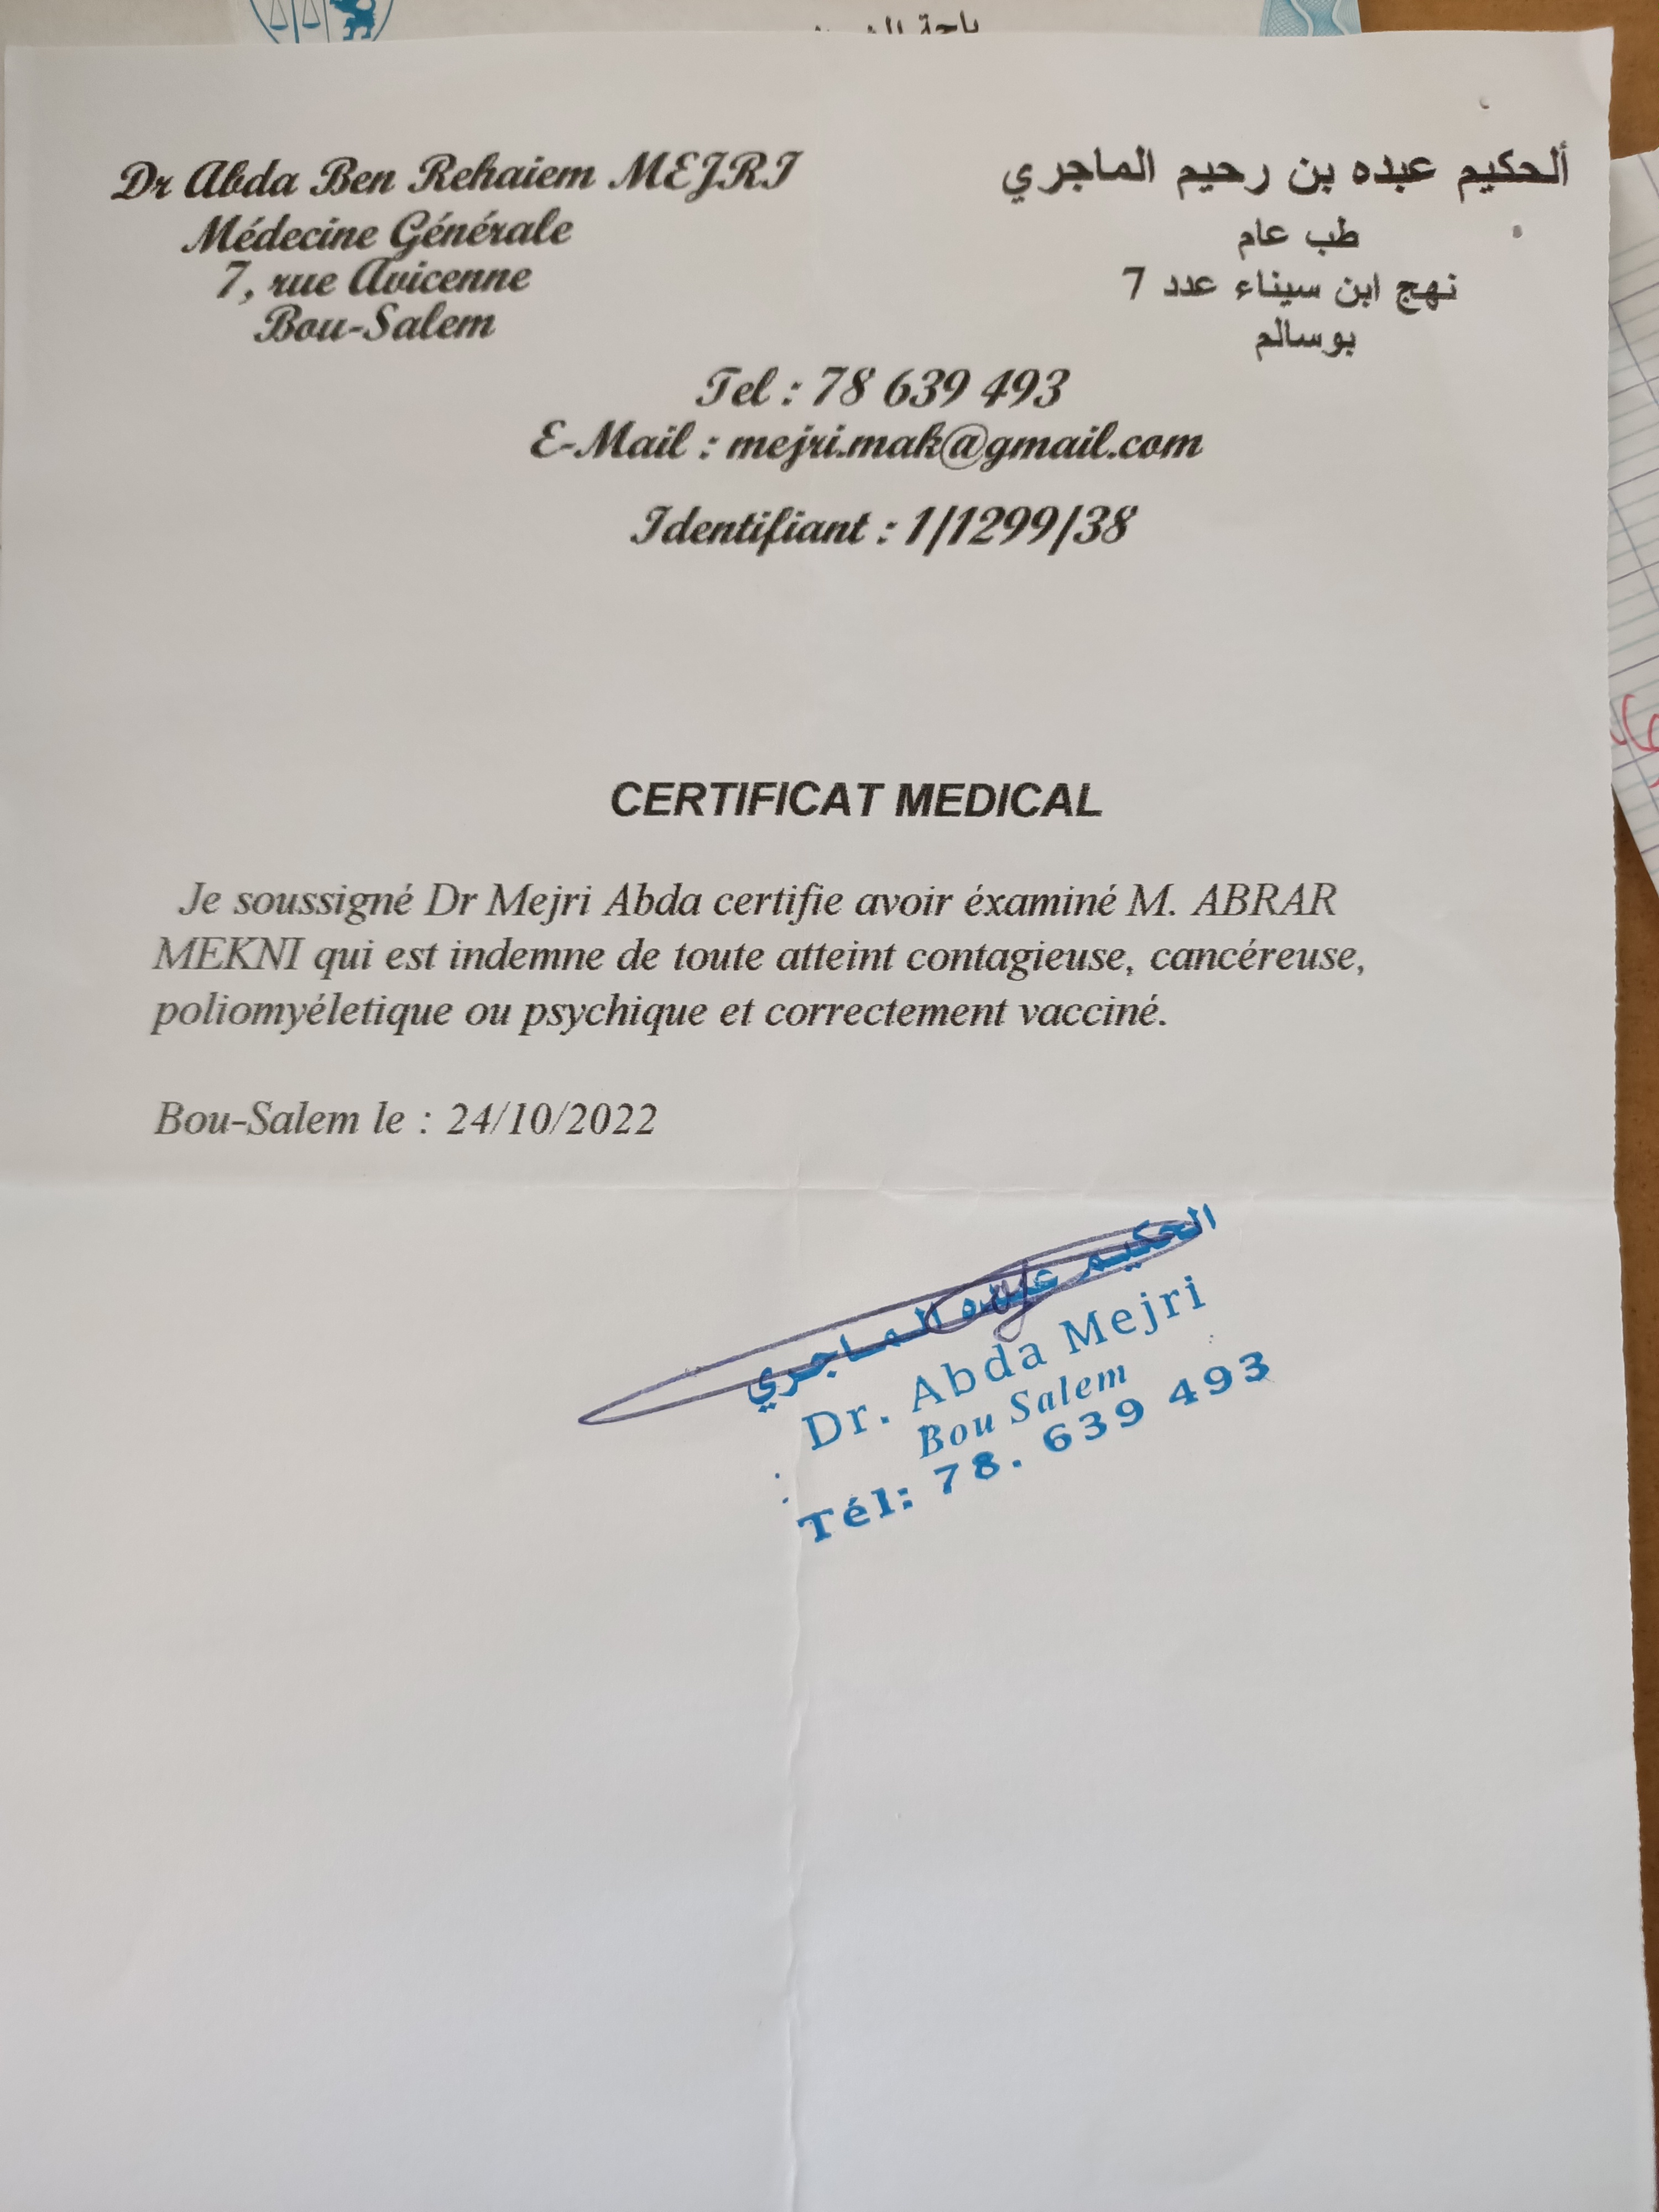 Dr Abda Ben Rehaiem MEJRI
Médecine Générale
7, rue Avicenne
Bou-Salem
ألحكيم عبده بن رحيم الماجري
طب عام
نهج ابن سيناء عدد 7
بوسالم
Tel : 78 639 493
E-Mail : mejri.mak@gmail.com
Identifiant : 1/1299/38
CERTIFICAT MEDICAL
Je soussigné Dr Mejri Abda certifie avoir éxaminé M. ABRAR
MEKNI qui est indemne de toute atteint contagieuse, cancéreuse,
poliomyéletique ou psychique et correctement vacciné.
Bou-Salem le : 24/10/2022
الحكيم عبده الماجري
Dr. Abda Mejri
Bou Salem
Tél: 78. 639 493